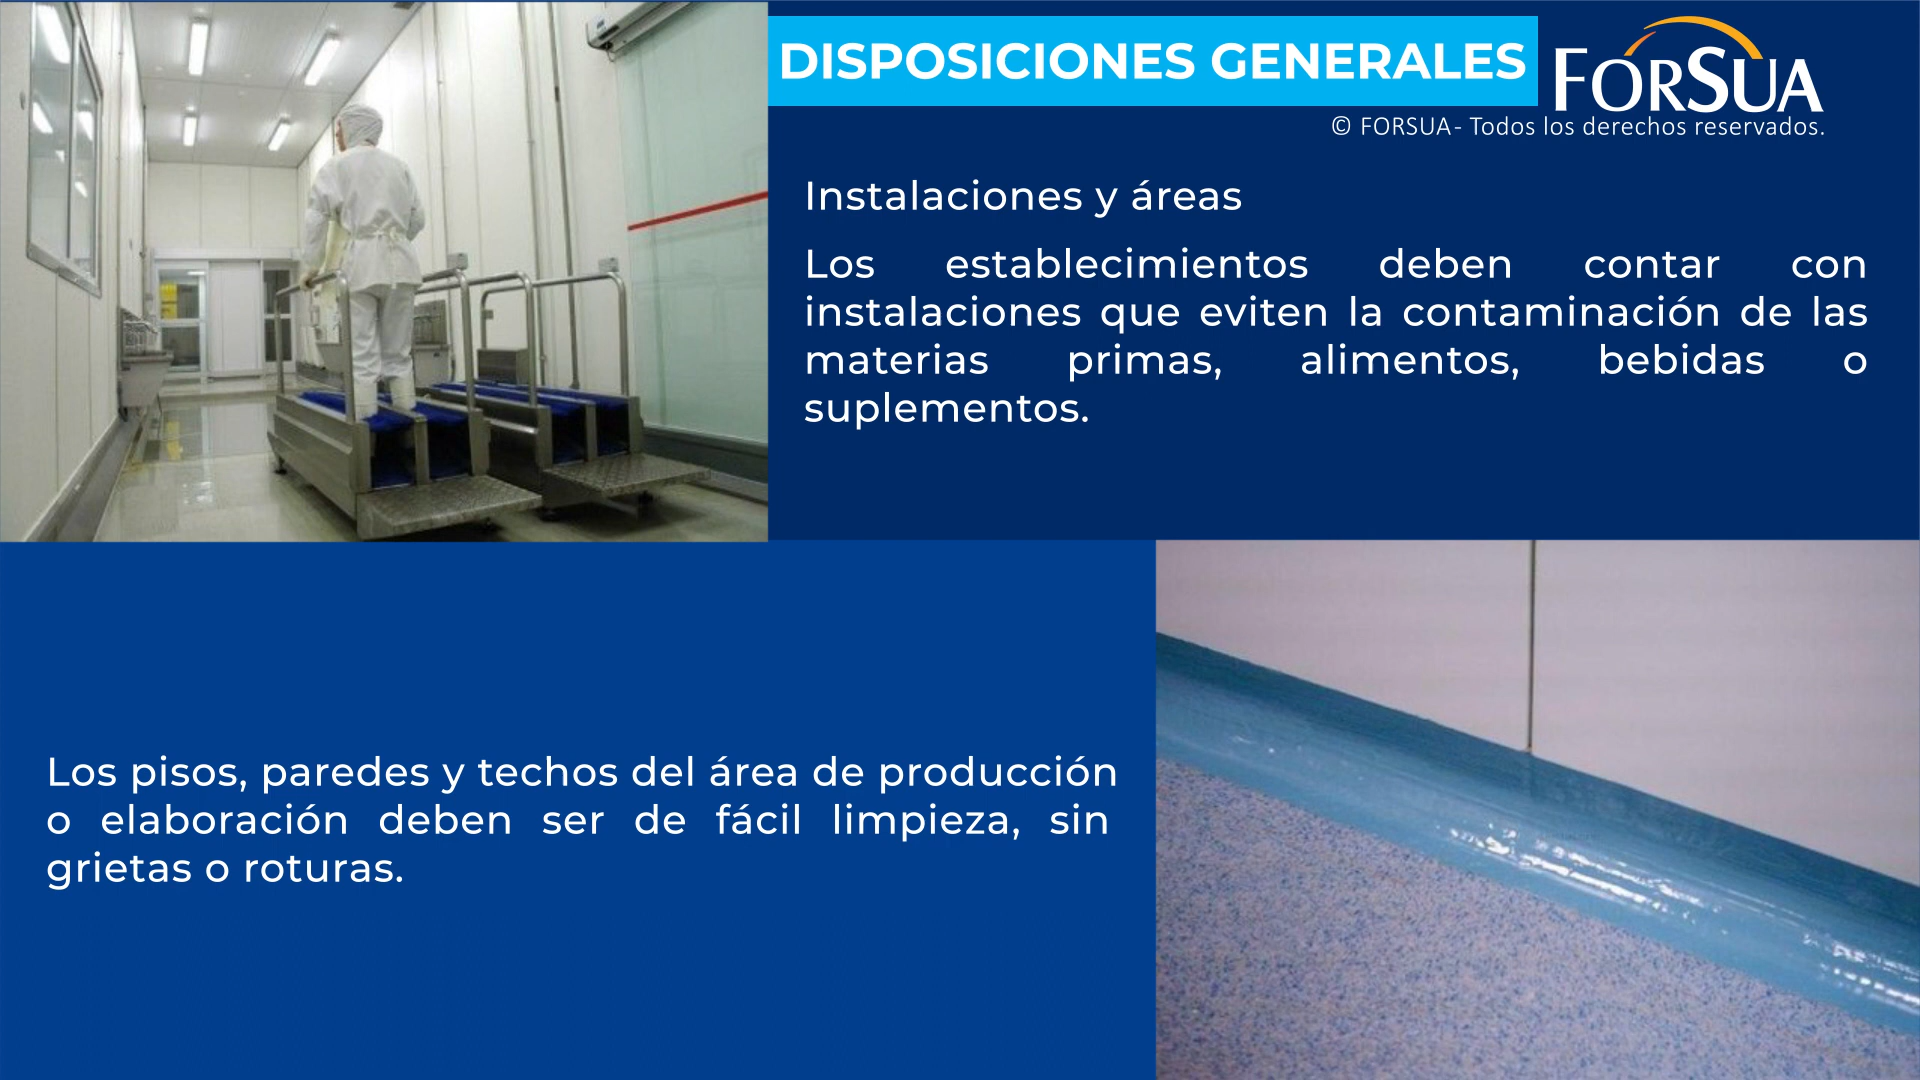 DISPOSICIONES GENERALES
FORSUA
© FORSUA- Todos los derechos reservados.
Instalaciones y áreas
Los establecimientos deben contar con
instalaciones que eviten la contaminación de las
materias primas, alimentos, bebidas o
suplementos.
Los pisos, paredes y techos del área de producción
o elaboración deben ser de fácil limpieza, sin
grietas o roturas.